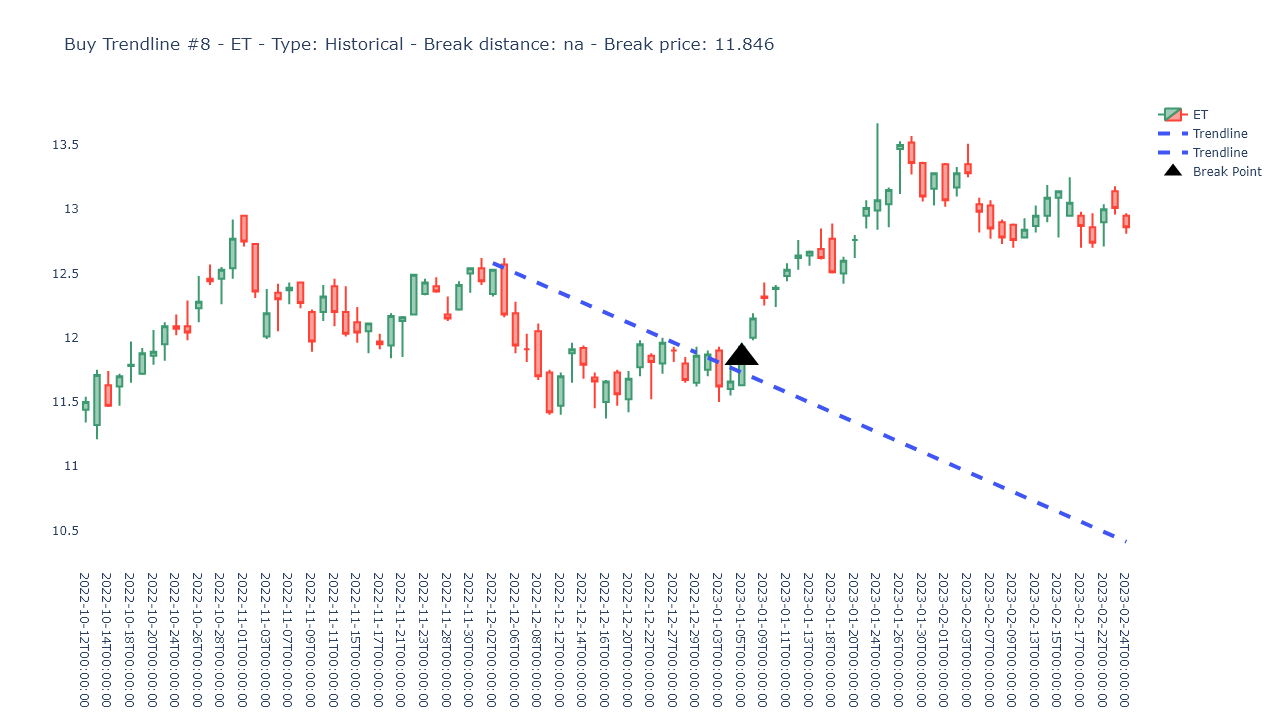 Buy Trendline #8 - ET - Type: Historical - Break distance: na - Break price: 11.846
ET
Trendline
Trendline
Break Point
13.5
13
12.5
12
11.5
11
10.5
2022-10-12T00:00:00
2022-10-14T00:00:00
2022-10-18T00:00:00
2022-10-20T00:00:00
2022-10-24T00:00:00
2022-10-26T00:00:00
2022-10-28T00:00:00
2022-11-01T00:00:00
2022-11-03T00:00:00
2022-11-07T00:00:00
2022-11-09T00:00:00
2022-11-11T00:00:00
2022-11-15T00:00:00
2022-11-17T00:00:00
2022-11-21T00:00:00
2022-11-23T00:00:00
2022-11-28T00:00:00
2022-11-30T00:00:00
2022-12-02T00:00:00
2022-12-06T00:00:00
2022-12-08T00:00:00
2022-12-12T00:00:00
2022-12-14T00:00:00
2022-12-16T00:00:00
2022-12-20T00:00:00
2022-12-22T00:00:00
2022-12-27T00:00:00
2022-12-29T00:00:00
2023-01-03T00:00:00
2023-01-05T00:00:00
2023-01-09T00:00:00
2023-01-11T00:00:00
2023-01-13T00:00:00
2023-01-18T00:00:00
2023-01-20T00:00:00
2023-01-24T00:00:00
2023-01-26T00:00:00
2023-01-30T00:00:00
2023-02-01T00:00:00
2023-02-03T00:00:00
2023-02-07T00:00:00
2023-02-09T00:00:00
2023-02-13T00:00:00
2023-02-15T00:00:00
2023-02-17T00:00:00
2023-02-22T00:00:00
2023-02-24T00:00:00